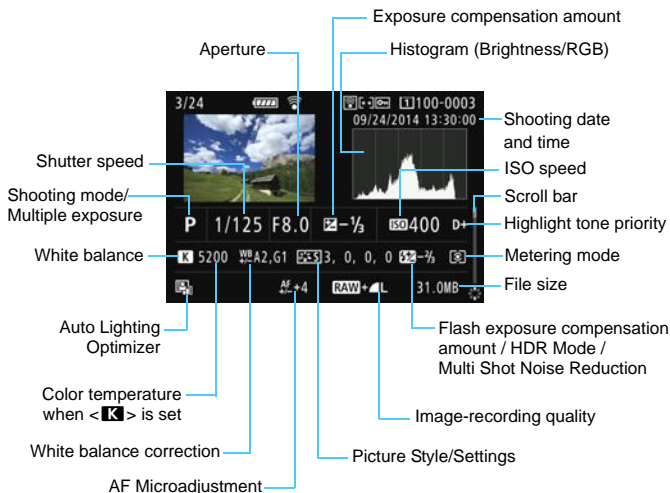 Exposure compensation amount
Aperture
Histogram (Brightness/RGB)
3/24
1 100-0003
09/24/2014 13:30:00
Shooting date
and time
Shutter speed
ISO speed
Shooting mode/
Multiple exposure
Scroll bar
P 1/125 F8.0 -1/3 ISO 400 D+
Highlight tone priority
White balance
K 5200 WB A2,G1 3, 0, 0, 0 -2/3
Metering mode
AF +4 RAW+L 31.0MB
File size
Auto Lighting
Optimizer
Flash exposure compensation
amount / HDR Mode /
Multi Shot Noise Reduction
Color temperature
when <K> is set
Image-recording quality
White balance correction
Picture Style/Settings
AF Microadjustment